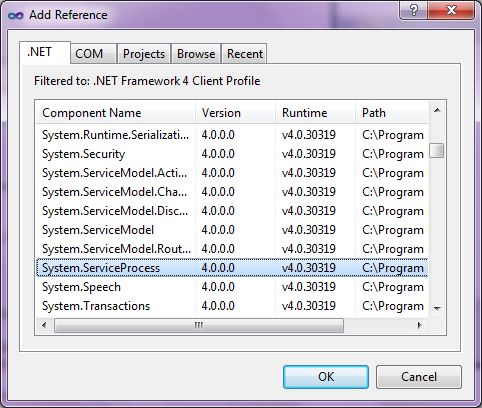 Add Reference
.NET COM Projects Browse Recent
Filtered to: .NET Framework 4 Client Profile
Component Name Version Runtime Path
System.Runtime.Serializati... 4.0.0.0 v4.0.30319 C:\Program
System.Security 4.0.0.0 v4.0.30319 C:\Program
System.ServiceModel.Acti... 4.0.0.0 v4.0.30319 C:\Program
System.ServiceModel.Cha... 4.0.0.0 v4.0.30319 C:\Program
System.ServiceModel.Disc... 4.0.0.0 v4.0.30319 C:\Program
System.ServiceModel 4.0.0.0 v4.0.30319 C:\Program
System.ServiceModel.Rout... 4.0.0.0 v4.0.30319 C:\Program
System.ServiceProcess 4.0.0.0 v4.0.30319 C:\Program
System.Speech 4.0.0.0 v4.0.30319 C:\Program
System.Transactions 4.0.0.0 v4.0.30319 C:\Program
OK Cancel